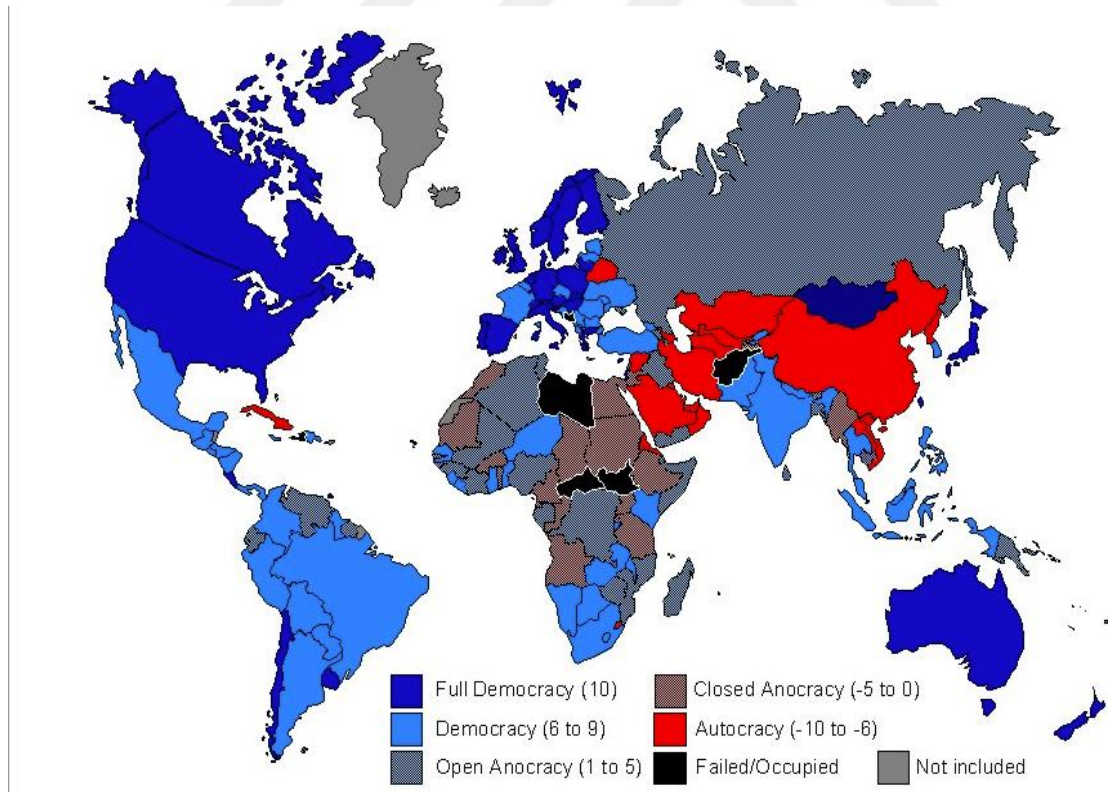 Full Democracy (10)
Closed Anocracy (-5 to 0)
Democracy (6 to 9)
Autocracy (-10 to -6)
Open Anocracy (1 to 5)
Failed/Occupied
Not included